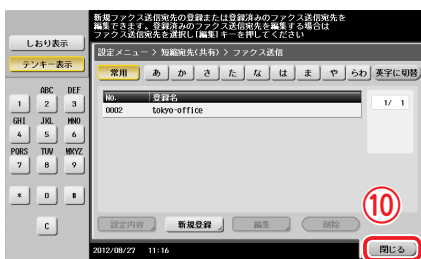 新規ファクス送信宛先の登録または登録済みのファクス送信宛先を
編集できます。登録済みのファクス送信宛先を編集する場合は
ファクス宛先を選択し[編集]キーを押してください
しおり表示
テンキー表示
設定メニュー > 短縮宛先(共有) > ファクス送信
常用 あ か さ た な は ま や らわ 英字に切替
No. 登録名
0002 tokyo-office
1/ 1
ABC DEF
1 2 3
GHI JKL MNO
4 5 6
PQRS TUV WXYZ
7 8 9
* 0 #
C
設定内容 新規登録 編集 削除
⑩
2012/08/27 11:16
閉じる